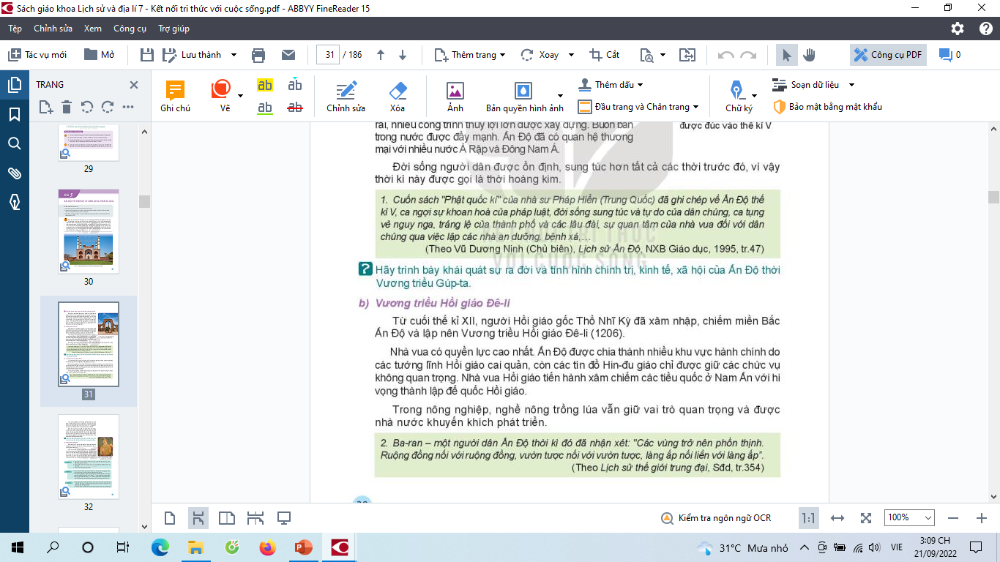 Sách giáo khoa Lịch sử và địa lí 7 - Kết nối tri thức với cuộc sống.pdf - ABBYY FineReader 15
Tệp Chỉnh sửa Xem Công cụ Trợ giúp
Tác vụ mới Mở Lưu thành 31 / 186 Thêm trang Xoay Cắt Công cụ PDF 0
TRANG
Ghi chú Vẽ Chỉnh sửa Xóa Ảnh Bản quyền hình ảnh Thêm dấu Đầu trang và Chân trang Chữ ký Soạn dữ liệu Bảo mật bằng mật khẩu
29
30
31
32
rãi, nhiều công trình thuỷ lợi lớn được xây dựng. Buôn bán
trong nước được đẩy mạnh. Ấn Độ đã có quan hệ thương
mại với nhiều nước Ả Rập và Đông Nam Á.
được đúc vào thế kỉ V
Đời sống người dân được ổn định, sung túc hơn tất cả các thời trước đó, vì vậy
thời kì này được gọi là thời hoàng kim.
1. Cuốn sách "Phật quốc kí" của nhà sư Pháp Hiển (Trung Quốc) đã ghi chép về Ấn Độ thế
kỉ V, ca ngợi sự khoan hoà của pháp luật, đời sống sung túc và tự do của dân chúng, ca tụng
vẻ nguy nga, tráng lệ của thành phố và các lâu đài, sự quan tâm của nhà vua đối với dân
chúng qua việc lập các nhà an dưỡng, bệnh xá,...
(Theo Vũ Dương Ninh (Chủ biên), Lịch sử Ấn Độ, NXB Giáo dục, 1995, tr.47)
KẾT NỐI TRI THỨC
VỚI CUỘC SỐNG
? Hãy trình bày khái quát sự ra đời và tình hình chính trị, kinh tế, xã hội của Ấn Độ thời
Vương triều Gúp-ta.
b) Vương triều Hồi giáo Đê-li
Từ cuối thế kỉ XII, người Hồi giáo gốc Thổ Nhĩ Kỳ đã xâm nhập, chiếm miền Bắc
Ấn Độ và lập nên Vương triều Hồi giáo Đê-li (1206).
Nhà vua có quyền lực cao nhất. Ấn Độ được chia thành nhiều khu vực hành chính do
các tướng lĩnh Hồi giáo cai quản, còn các tín đồ Hin-đu giáo chỉ được giữ các chức vụ
không quan trọng. Nhà vua Hồi giáo tiến hành xâm chiếm các tiểu quốc ở Nam Ấn với hi
vọng thành lập đế quốc Hồi giáo.
Trong nông nghiệp, nghề nông trồng lúa vẫn giữ vai trò quan trọng và được
nhà nước khuyến khích phát triển.
2. Ba-ran – một người dân Ấn Độ thời kì đó đã nhận xét: "Các vùng trở nên phồn thịnh.
Ruộng đồng nối với ruộng đồng, vườn tược nối với vườn tược, làng ấp nối liền với làng ấp".
(Theo Lịch sử thế giới trung đại, Sđd, tr.354)
Kiểm tra ngôn ngữ OCR 1:1 100%
31°C Mưa nhỏ VIE 3:09 CH
21/09/2022